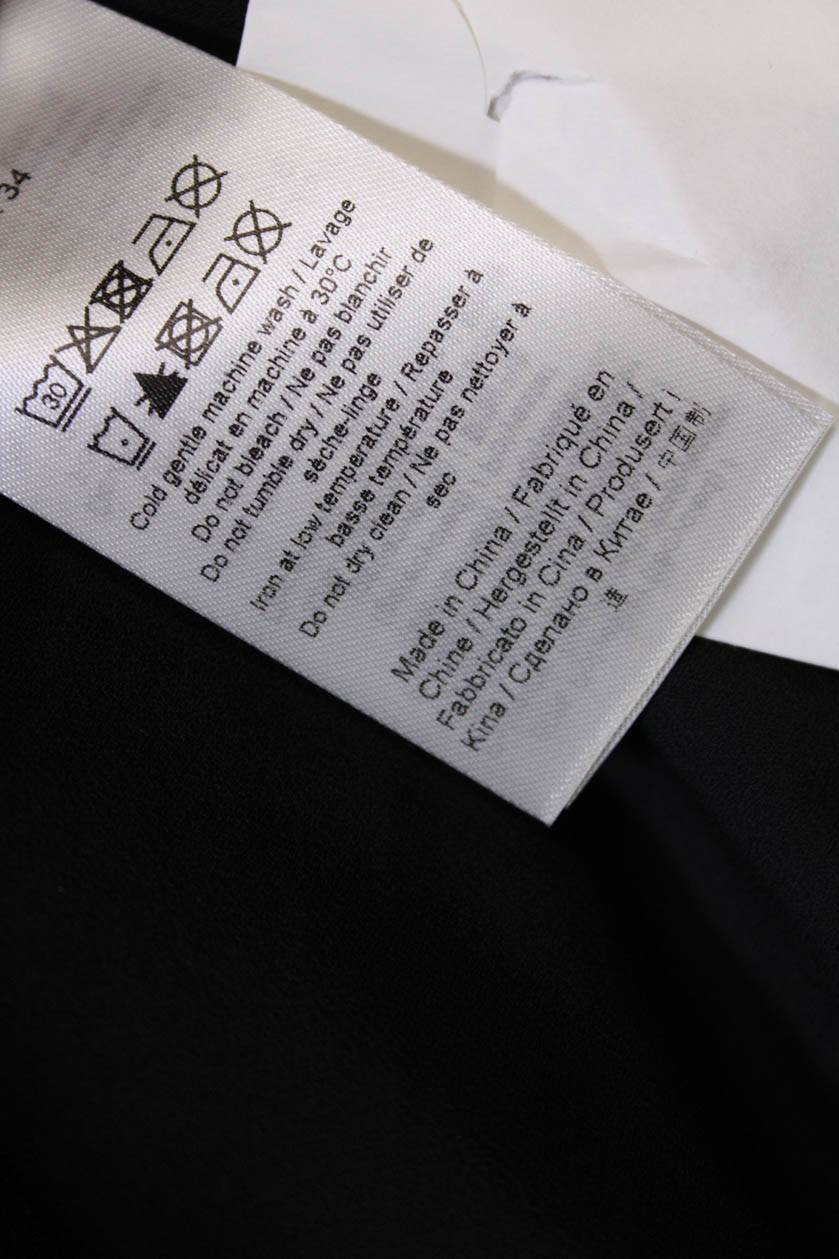 34
30
Cold gentle machine wash / Lavage
délicat en machine à 30°C
Do not bleach / Ne pas blanchir
Do not tumble dry / Ne pas utiliser de
sèche-linge
Iron at low temperature / Repasser à
basse température
Do not dry clean / Ne pas nettoyer à
sec
Made in China / Fabriqué en
Chine / Hergestellt in China /
Fabbricato in Cina / Produsert i
Kina / Сделано в Китае / 中国制
造